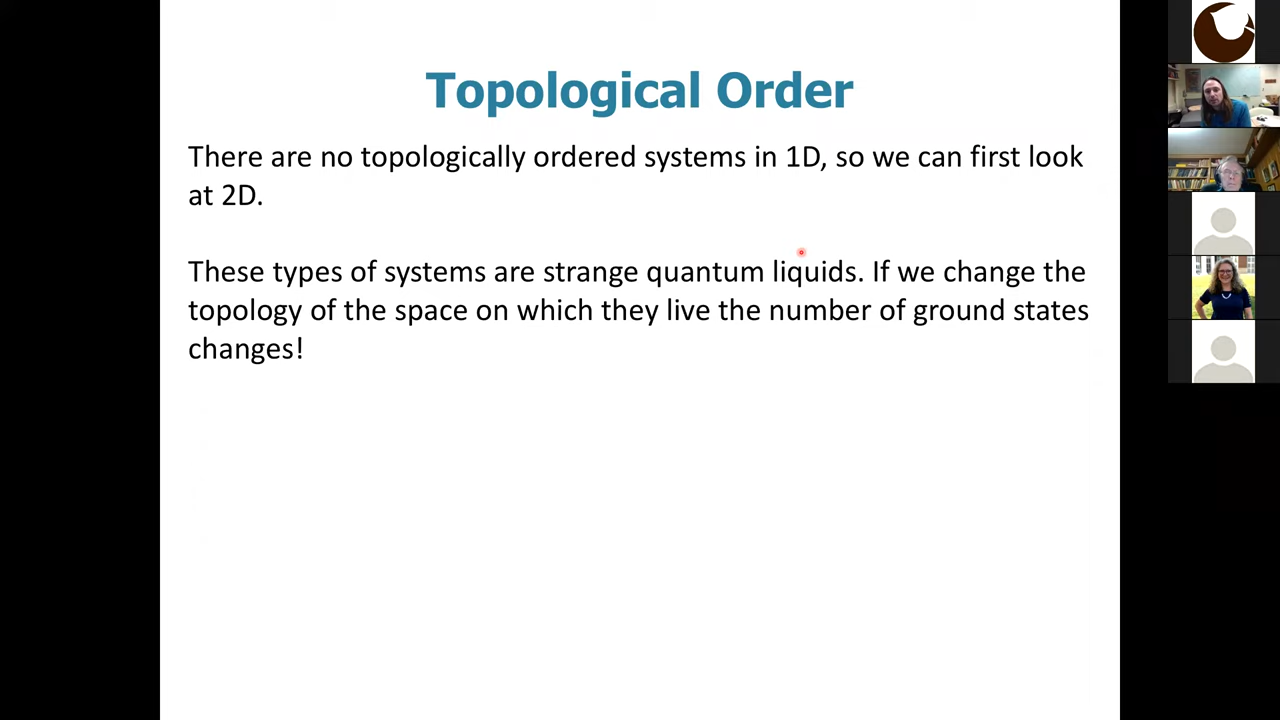 Topological Order
There are no topologically ordered systems in 1D, so we can first look
at 2D.
These types of systems are strange quantum liquids. If we change the
topology of the space on which they live the number of ground states
changes!